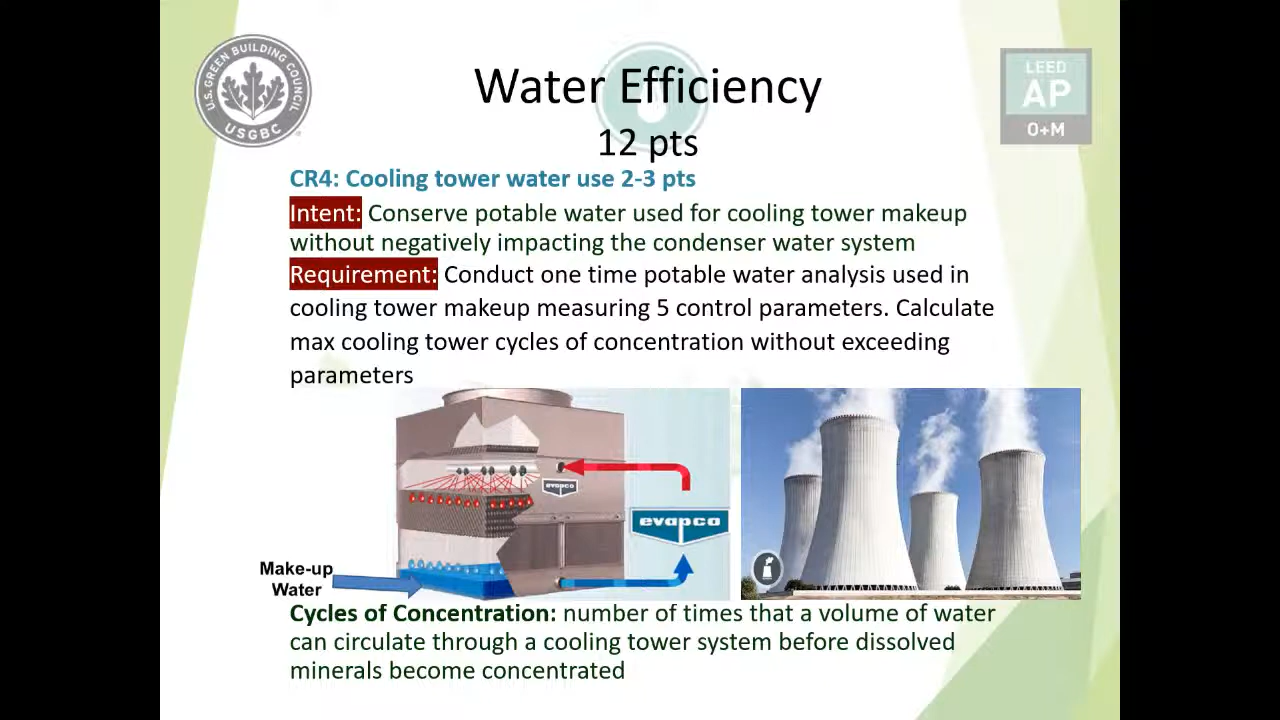 U.S. GREEN BUILDING COUNCIL
USGBC
Water Efficiency
LEED
AP
O+M
12 pts
CR4: Cooling tower water use 2-3 pts
Intent: Conserve potable water used for cooling tower makeup
without negatively impacting the condenser water system
Requirement: Conduct one time potable water analysis used in
cooling tower makeup measuring 5 control parameters. Calculate
max cooling tower cycles of concentration without exceeding
parameters
evapco
evapco
Make-up
Water
Cycles of Concentration: number of times that a volume of water
can circulate through a cooling tower system before dissolved
minerals become concentrated